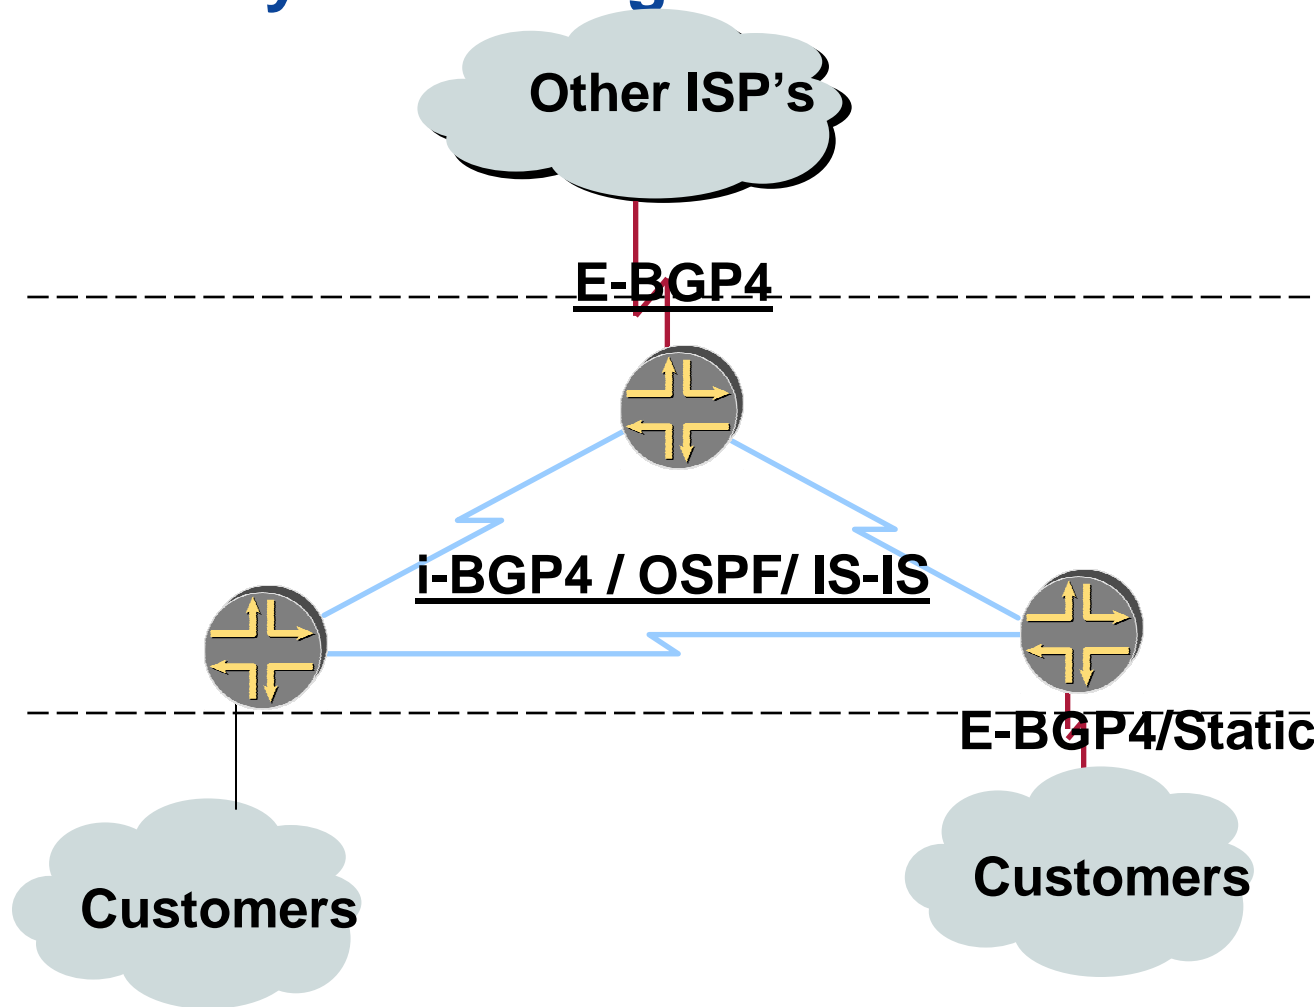 Other ISP’s
E-BGP4
i-BGP4 / OSPF/ IS-IS
E-BGP4/Static
Customers
Customers